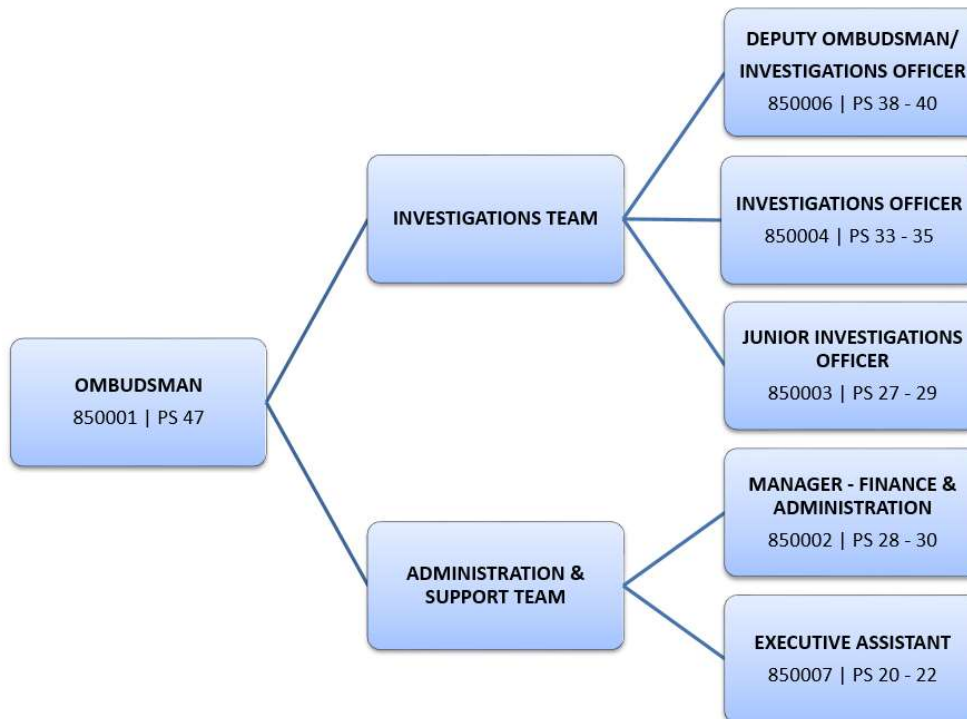 DEPUTY OMBUDSMAN/
INVESTIGATIONS OFFICER
850006 | PS 38 - 40
INVESTIGATIONS TEAM
INVESTIGATIONS OFFICER
850004 | PS 33 - 35
JUNIOR INVESTIGATIONS
OFFICER
850003 | PS 27 - 29
OMBUDSMAN
850001 | PS 47
MANAGER - FINANCE &
ADMINISTRATION
850002 | PS 28 - 30
ADMINISTRATION &
SUPPORT TEAM
EXECUTIVE ASSISTANT
850007 | PS 20 - 22